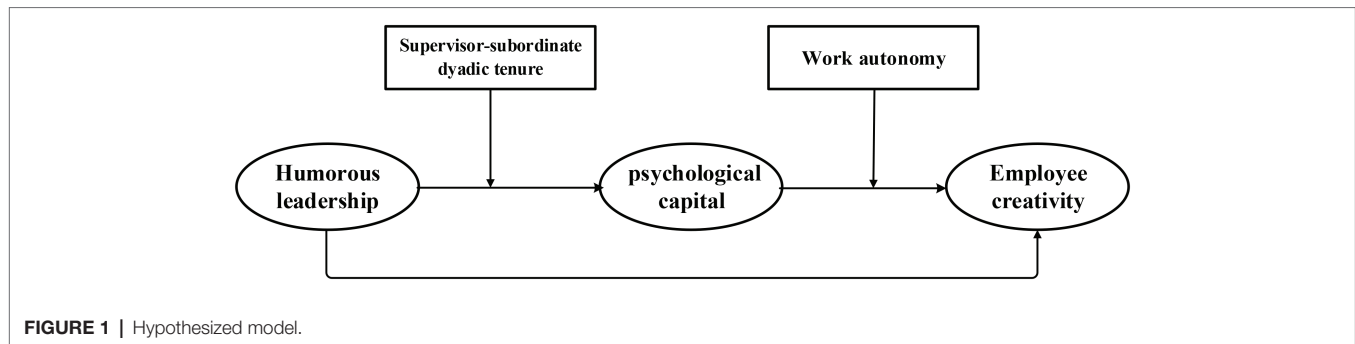 Supervisor-subordinate
dyadic tenure
Work autonomy
Humorous
leadership
psychological
capital
Employee
creativity
FIGURE 1 | Hypothesized model.